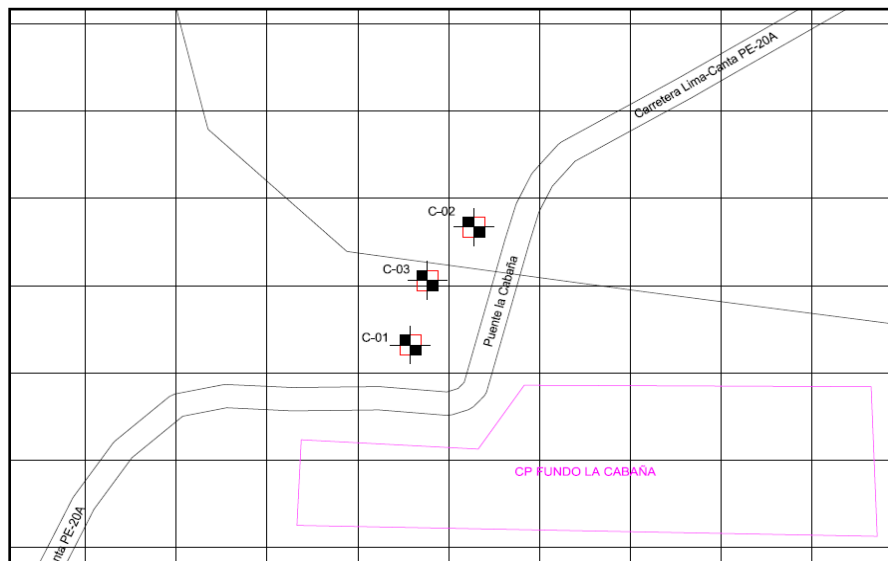 Carretera Lima-Canta PE-20A
C-02
C-03
Puente la Cabaña
C-01
CP FUNDO LA CABAÑA
nta PE-20A